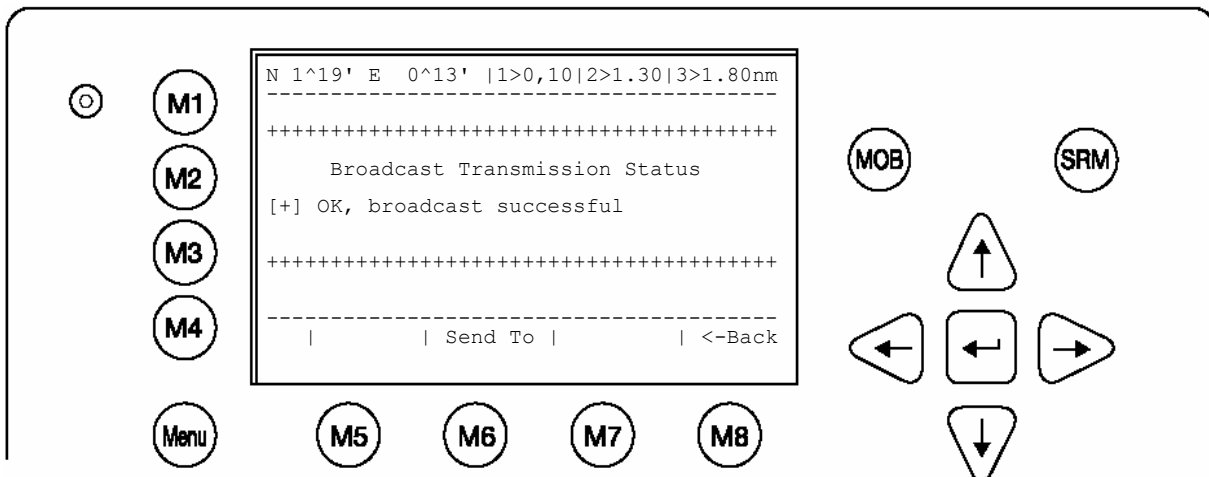 M1
M2
M3
M4
Menu
N 1^19' E  0^13' |1>0,10|2>1.30|3>1.80nm
----------------------------------------
++++++++++++++++++++++++++++++++++++++++
Broadcast Transmission Status
[+] OK, broadcast successful
++++++++++++++++++++++++++++++++++++++++
----------------------------------------
| | Send To | | <-Back
M5
M6
M7
M8
MOB
SRM